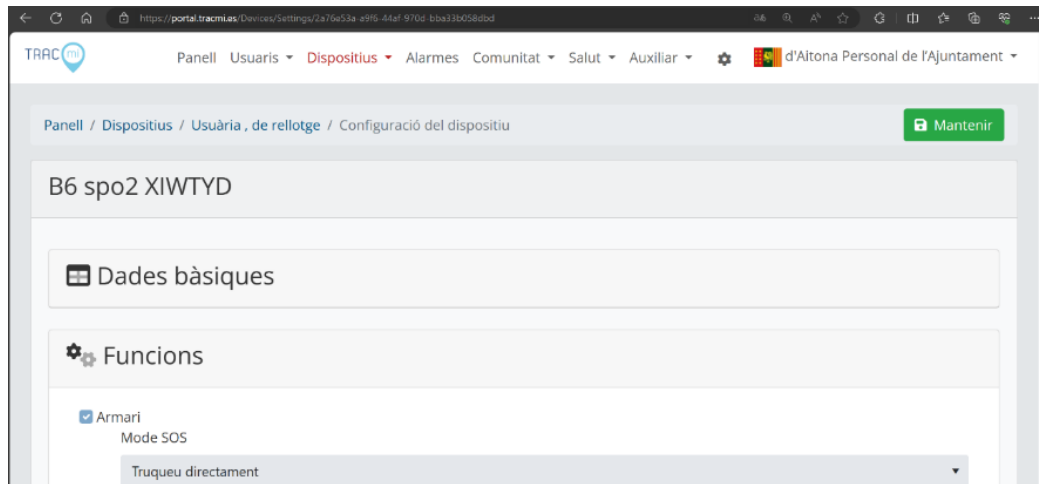 https://portal.tracmi.es/Devices/Settings/2a76e53a-a9f6-44af-970d-bba33b058dbd
TRAC mi
Panell Usuaris Dispositius Alarmes Comunitat Salut Auxiliar d'Aitona Personal de l'Ajuntament
Panell / Dispositius / Usuària , de rellotge / Configuració del dispositiu
Mantenir
B6 spo2 XIWTYD
Dades bàsiques
Funcions
Armari
Mode SOS
Truqueu directament